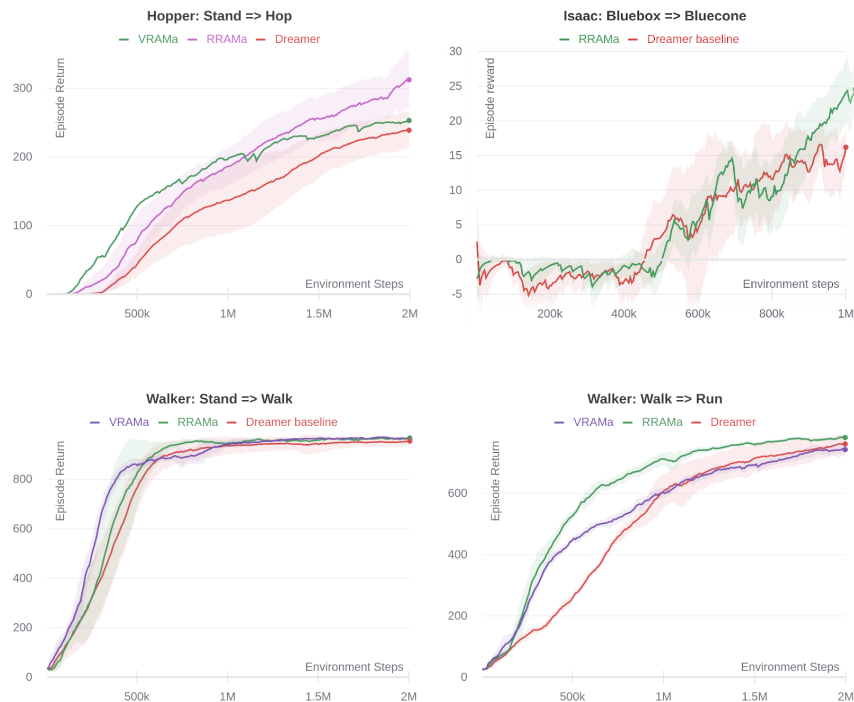 Hopper: Stand => Hop
VRAMa RRAMa Dreamer
Episode Return
300
200
100
0
Environment Steps
500k 1M 1.5M 2M
Isaac: Bluebox => Bluecone
RRAMa Dreamer baseline
Episode reward
30
25
20
15
10
5
0
-5
Environment steps
200k 400k 600k 800k 1M
Walker: Stand => Walk
VRAMa RRAMa Dreamer baseline
Episode Return
800
600
400
200
0
Environment Steps
500k 1M 1.5M 2M
Walker: Walk => Run
VRAMa RRAMa Dreamer
Episode Return
600
400
200
0
Environment Steps
500k 1M 1.5M 2M